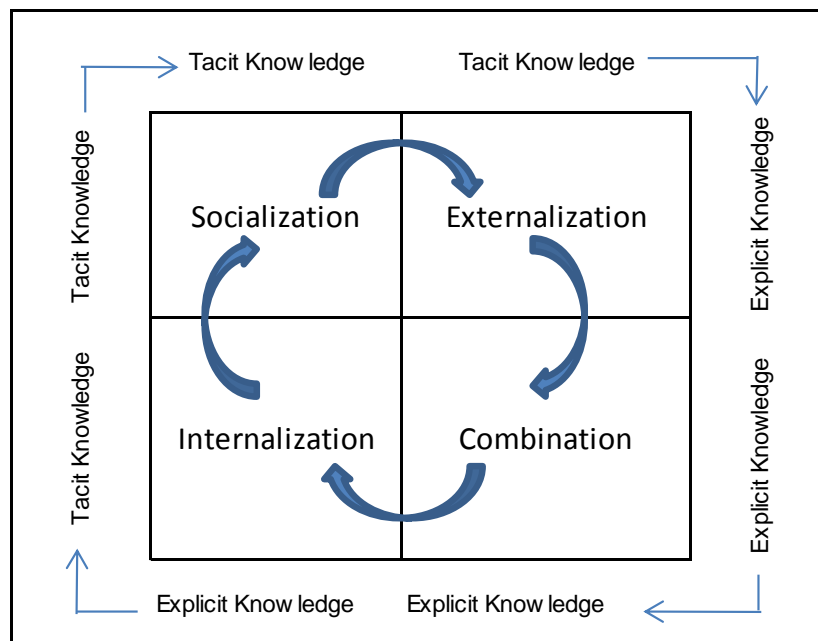 Tacit Know ledge
Tacit Know ledge
Tacit Knowledge
Explicit Knowledge
Socialization
Externalization
Tacit Knowledge
Explicit Knowledge
Internalization
Combination
Explicit Know ledge
Explicit Know ledge